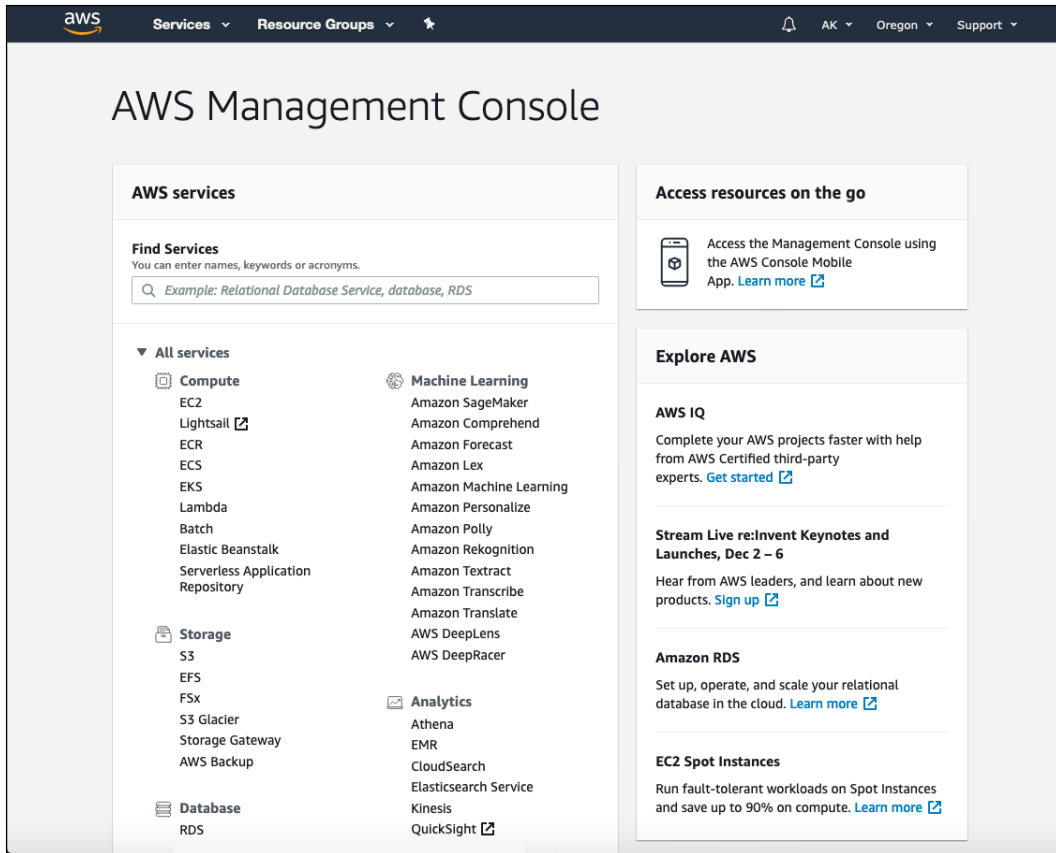 aws Services Resource Groups AK Oregon Support
AWS Management Console
AWS services
Find Services
You can enter names, keywords or acronyms.
Example: Relational Database Service, database, RDS
All services
Compute
EC2
Lightsail
ECR
ECS
EKS
Lambda
Batch
Elastic Beanstalk
Serverless Application
Repository
Storage
S3
EFS
FSx
S3 Glacier
Storage Gateway
AWS Backup
Database
RDS
Machine Learning
Amazon SageMaker
Amazon Comprehend
Amazon Forecast
Amazon Lex
Amazon Machine Learning
Amazon Personalize
Amazon Polly
Amazon Rekognition
Amazon Textract
Amazon Transcribe
Amazon Translate
AWS DeepLens
AWS DeepRacer
Analytics
Athena
EMR
CloudSearch
Elasticsearch Service
Kinesis
QuickSight
Access resources on the go
Access the Management Console using
the AWS Console Mobile
App. Learn more
Explore AWS
AWS IQ
Complete your AWS projects faster with help
from AWS Certified third-party
experts. Get started
Stream Live re:Invent Keynotes and
Launches, Dec 2 – 6
Hear from AWS leaders, and learn about new
products. Sign up
Amazon RDS
Set up, operate, and scale your relational
database in the cloud. Learn more
EC2 Spot Instances
Run fault-tolerant workloads on Spot Instances
and save up to 90% on compute. Learn more